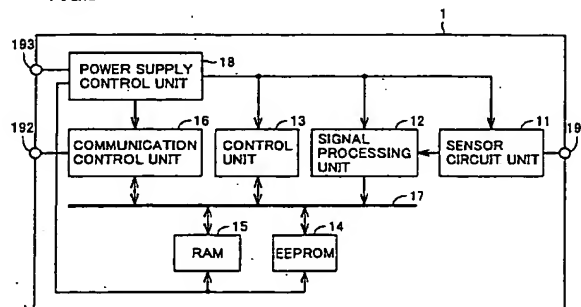 1
193
POWER SUPPLY
CONTROL UNIT
18
16
13
12
11
192
COMMUNICATION
CONTROL UNIT
CONTROL
UNIT
SIGNAL
PROCESSING
UNIT
SENSOR
CIRCUIT UNIT
19
17
15
14
RAM
EEPROM